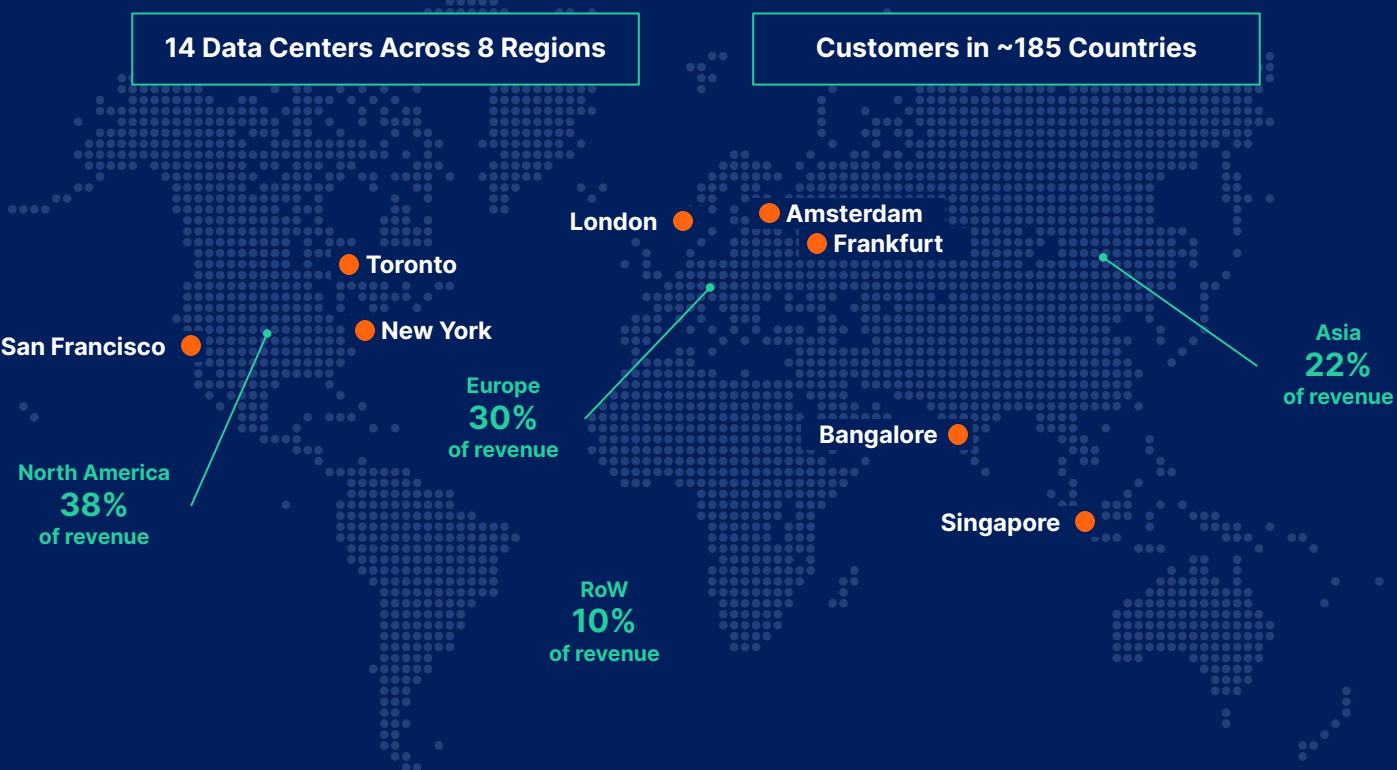 14 Data Centers Across 8 Regions
Customers in ~185 Countries
London
Amsterdam
Frankfurt
Toronto
New York
San Francisco
Asia
22%
of revenue
Europe
30%
of revenue
Bangalore
North America
38%
of revenue
Singapore
RoW
10%
of revenue